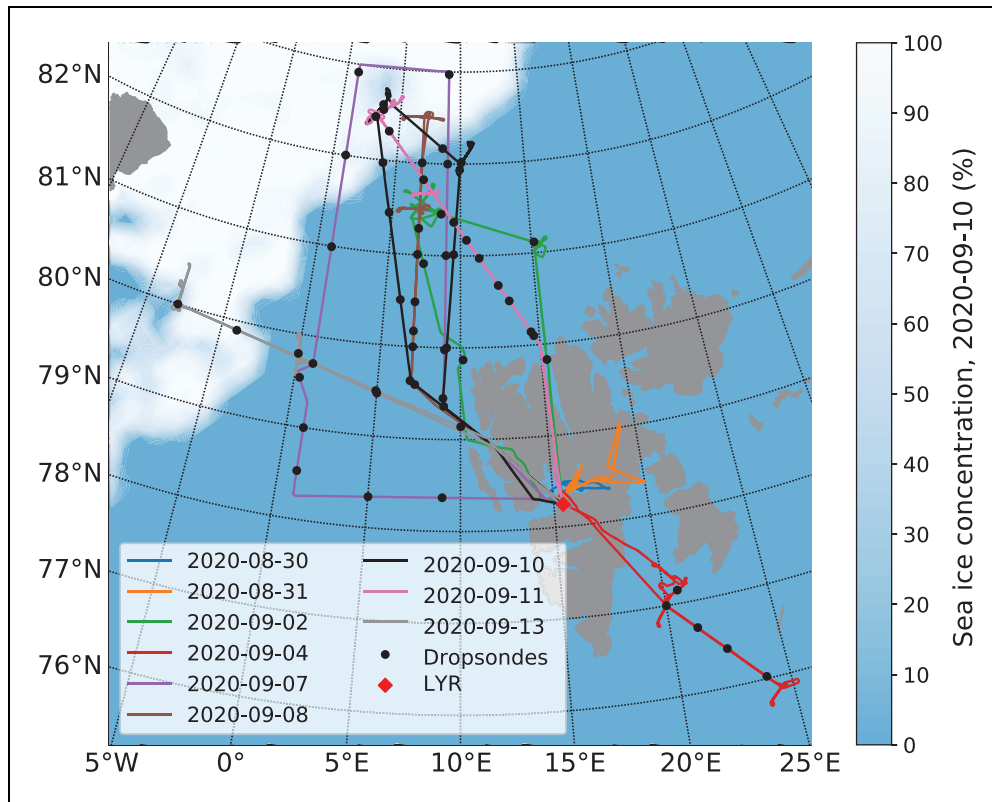 82°N
81°N
80°N
79°N
78°N
77°N
76°N
5°W
0°
5°E
10°E
15°E
20°E
25°E
2020-08-30
2020-08-31
2020-09-02
2020-09-04
2020-09-07
2020-09-08
2020-09-10
2020-09-11
2020-09-13
Dropsondes
LYR
100
90
80
70
60
50
40
30
20
10
0
Sea ice concentration, 2020-09-10 (%)